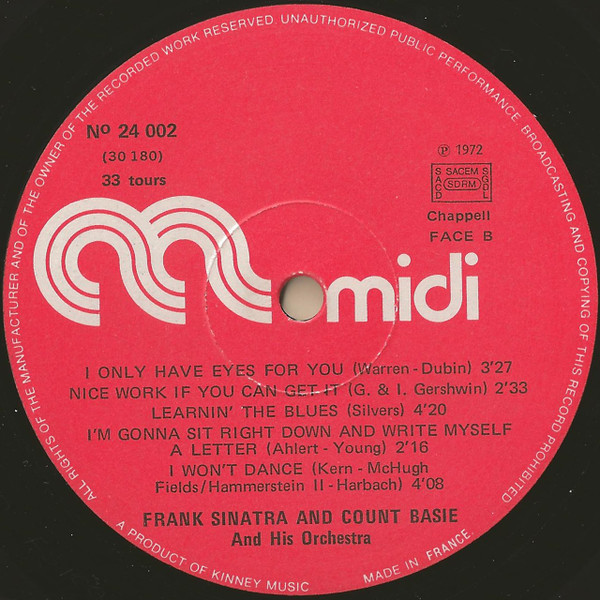 ALL RIGHTS OF THE MANUFACTURER AND OF THE OWNER OF THE RECORDED WORK RESERVED. UNAUTHORIZED PUBLIC PERFORMANCE. BROADCASTING AND COPYING OF THIS RECORD PROHIBITED
Nº 24 002
(30 180)
33 tours
℗ 1972
SACEM
SACD
SDRM
SGDL
Chappell
FACE B
midi
I ONLY HAVE EYES FOR YOU (Warren - Dubin) 3'27
NICE WORK IF YOU CAN GET IT (G. & I. Gershwin) 2'33
LEARNIN' THE BLUES (Silvers) 4'20
I'M GONNA SIT RIGHT DOWN AND WRITE MYSELF
A LETTER (Ahlert - Young) 2'16
I WON'T DANCE (Kern - McHugh
Fields/Hammerstein II - Harbach) 4'08
FRANK SINATRA AND COUNT BASIE
And His Orchestra
A PRODUCT OF KINNEY MUSIC
MADE IN FRANCE.